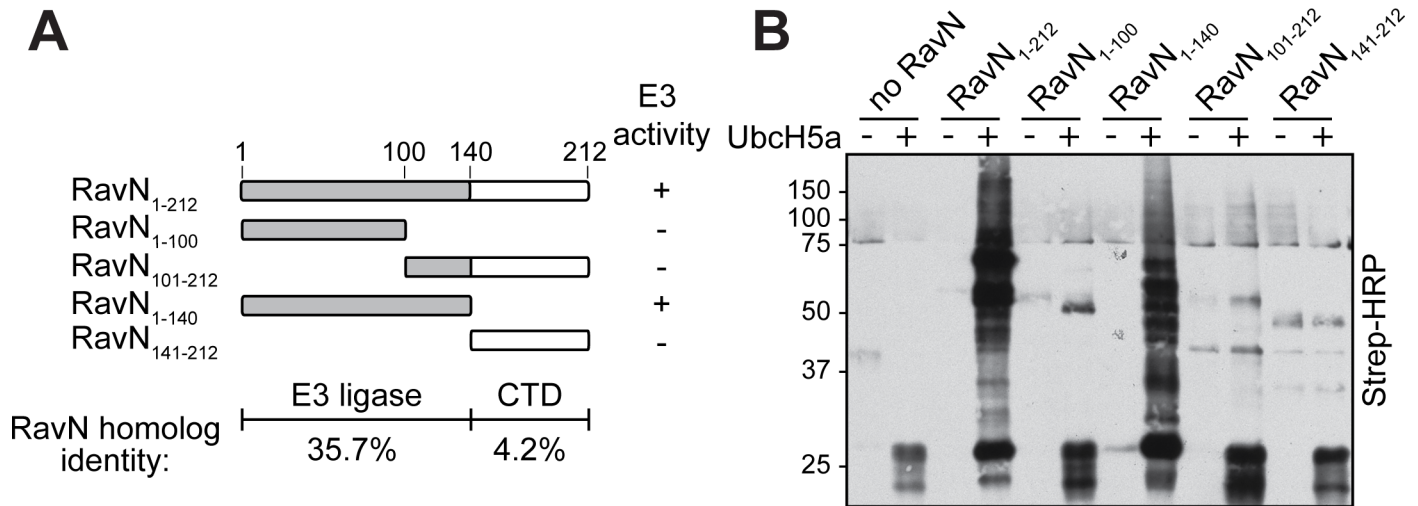 A
E3
activity
1 100 140 212
RavN1-212 +
RavN1-100 -
RavN101-212 -
RavN1-140 +
RavN141-212 -
E3 ligase CTD
RavN homolog
identity:
35.7% 4.2%
B
no RavN RavN1-212 RavN1-100 RavN1-140 RavN101-212 RavN141-212
UbcH5a - + - + - + - + - + - +
150
100
75
50
37
25
Strep-HRP